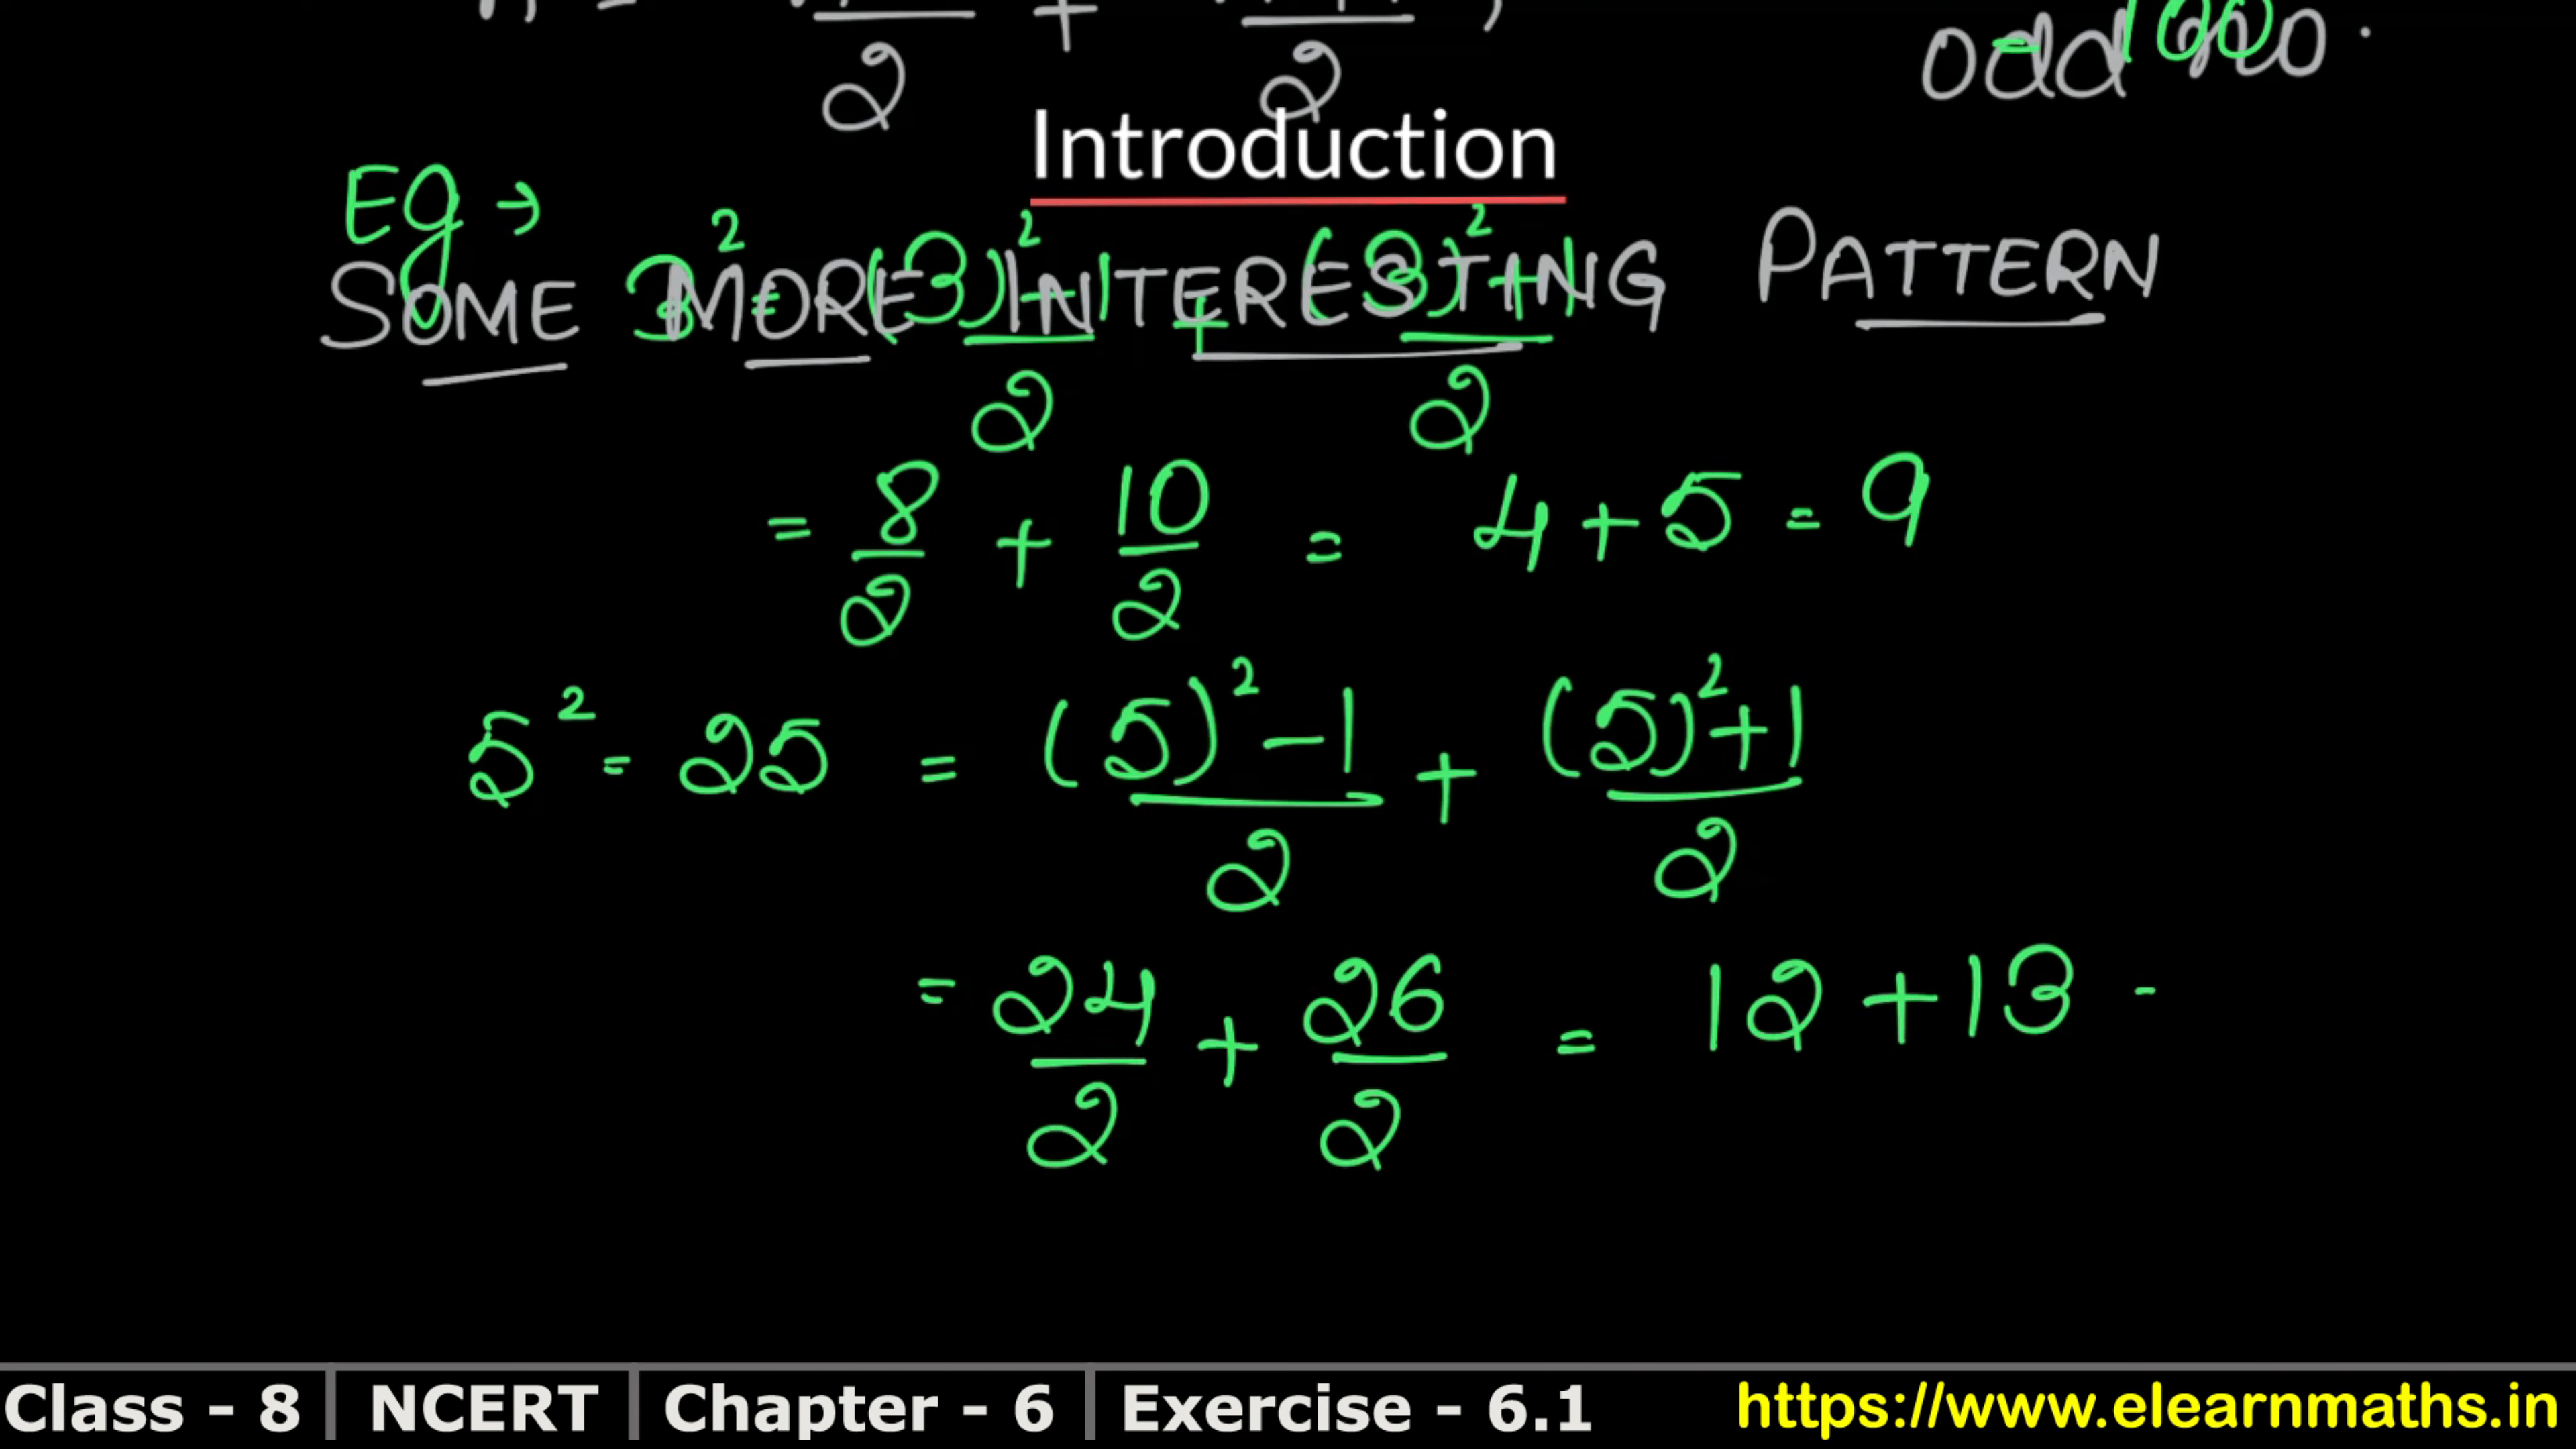 odd no.
= 100
Introduction
Eg →
SOME MORE INTERESTING PATTERN
3² = (3)² - 1 / 2 + (3)² + 1 / 2
= 8/2 + 10/2 = 4 + 5 = 9
5² = 25 = (5)² - 1 / 2 + (5)² + 1 / 2
= 24/2 + 26/2 = 12 + 13 -
Class - 8 | NCERT | Chapter - 6 | Exercise - 6.1 https://www.elearnmaths.in